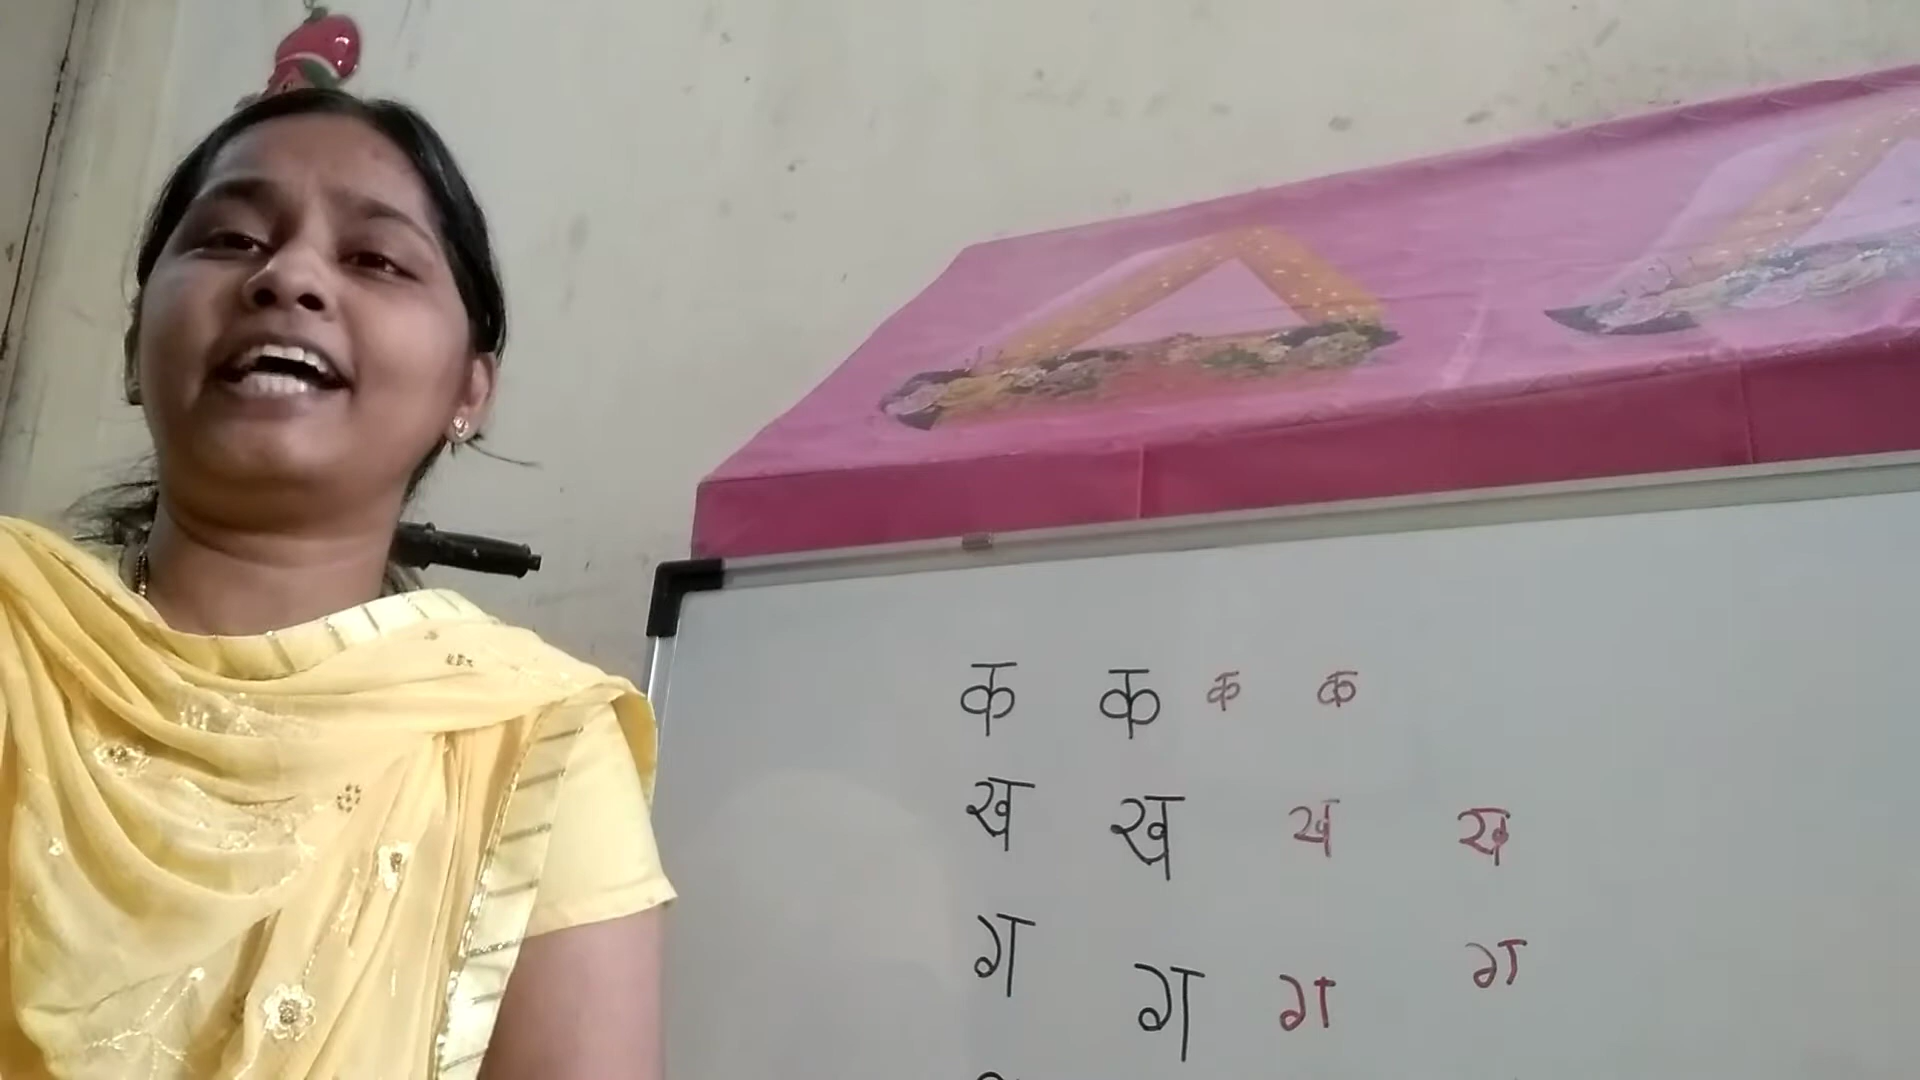 क क क क
ख ख ख ख
ग ग ग ग